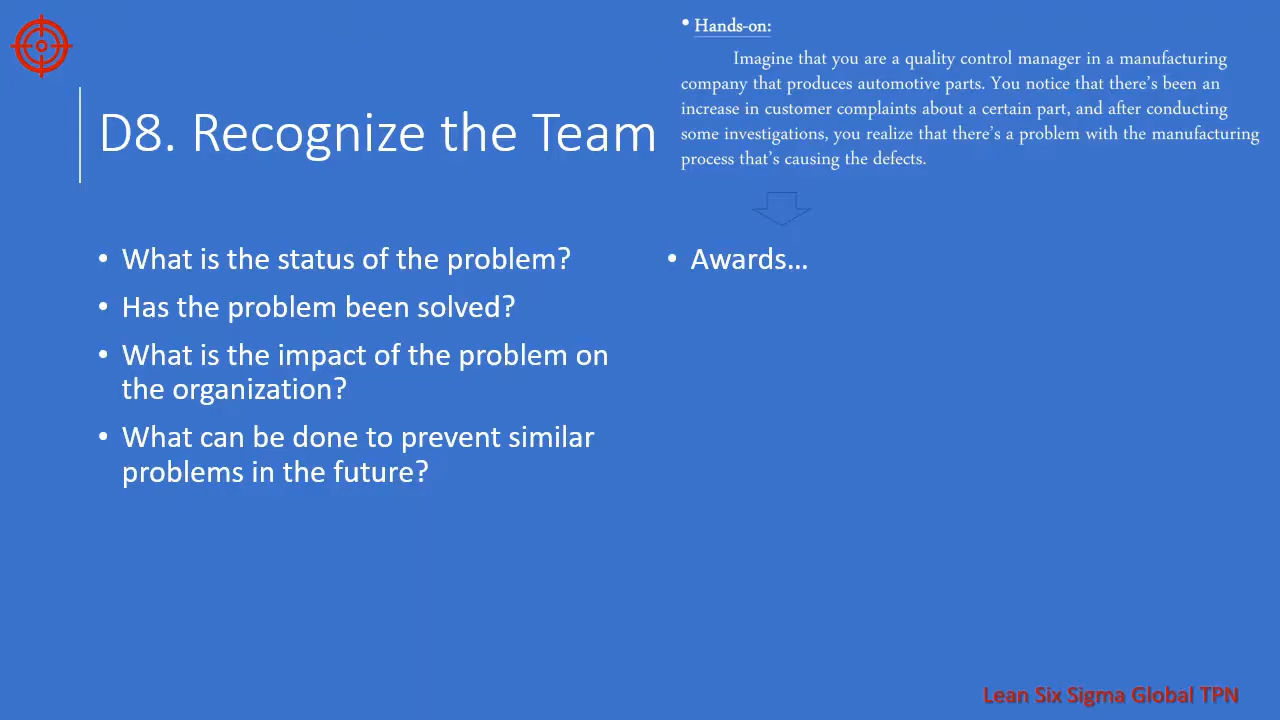 • Hands-on:
Imagine that you are a quality control manager in a manufacturing
company that produces automotive parts. You notice that there's been an
increase in customer complaints about a certain part, and after conducting
some investigations, you realize that there's a problem with the manufacturing
process that's causing the defects.
D8. Recognize the Team
• What is the status of the problem?
• Has the problem been solved?
• What is the impact of the problem on
the organization?
• What can be done to prevent similar
problems in the future?
• Awards...
Lean Six Sigma Global TPN